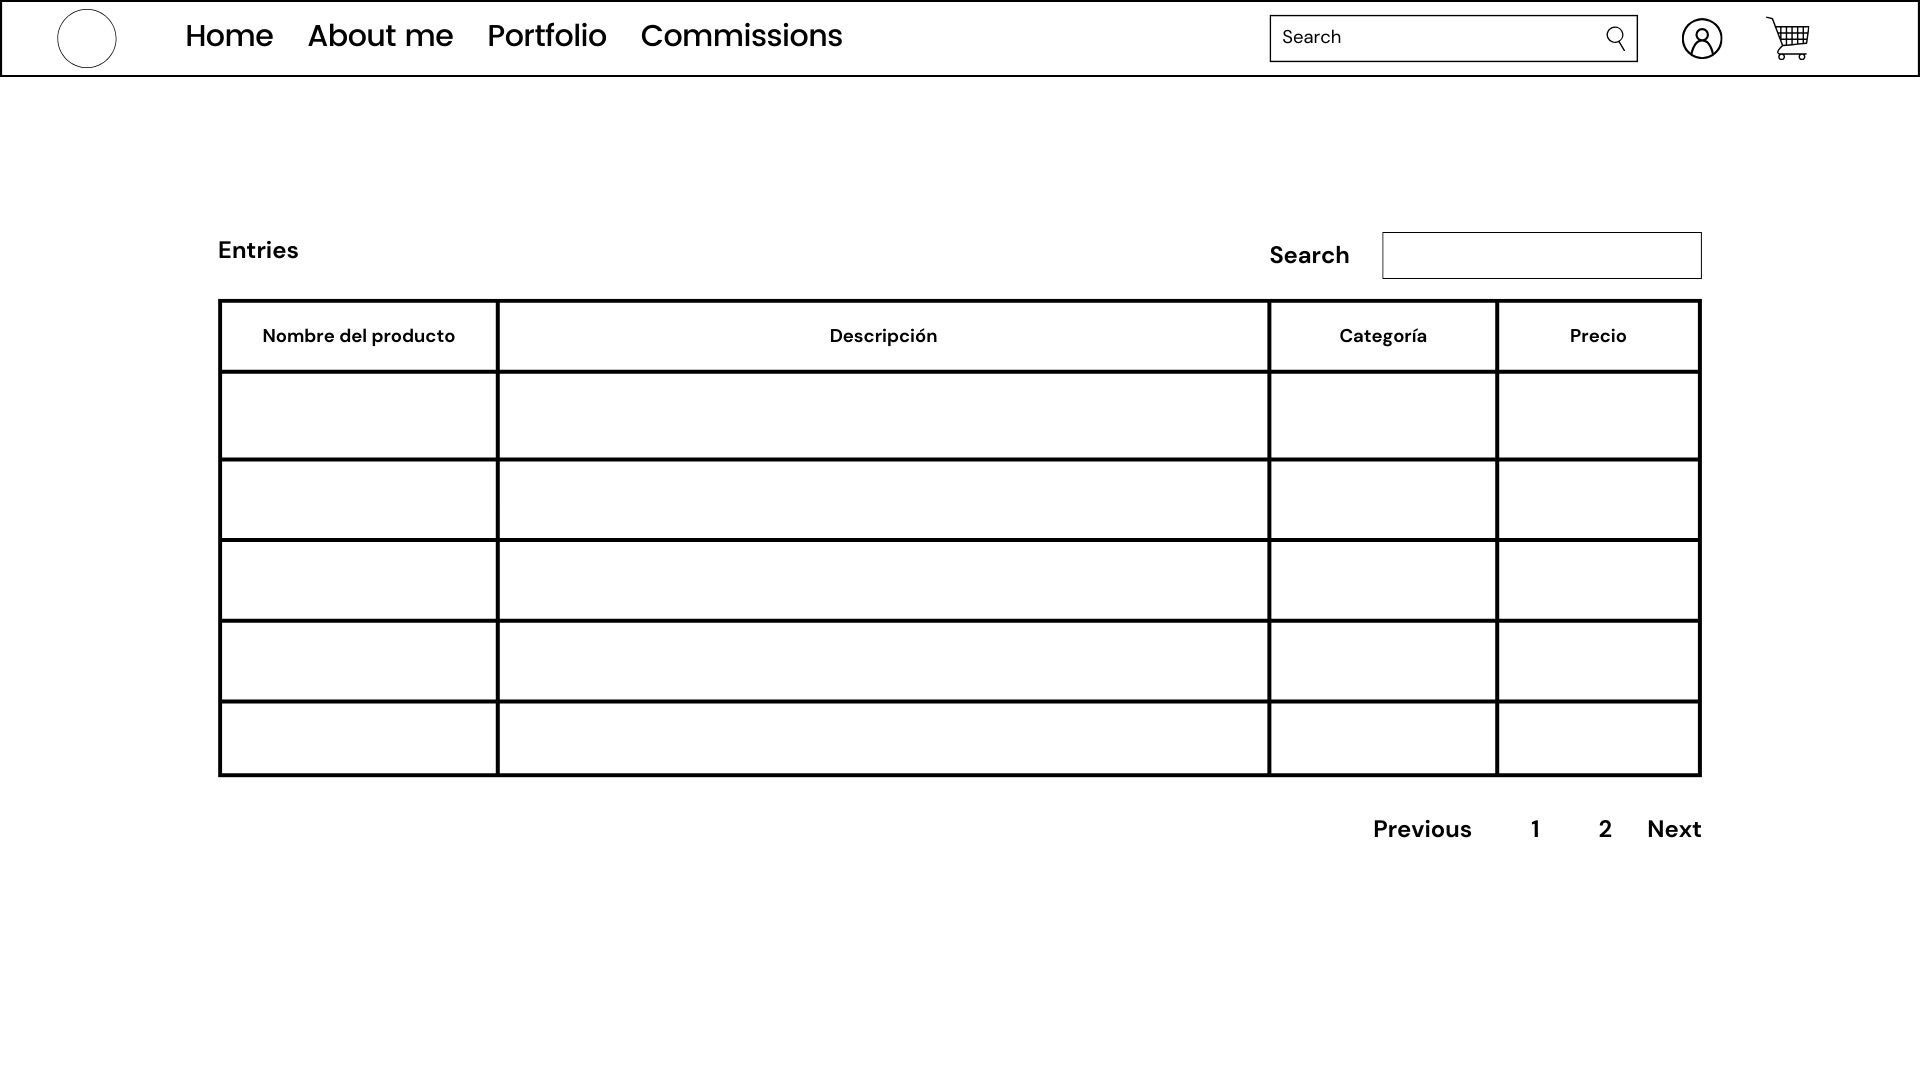 Home About me Portfolio Commissions Search
Entries Search
Nombre del producto Descripción Categoría Precio
Previous 1 2 Next